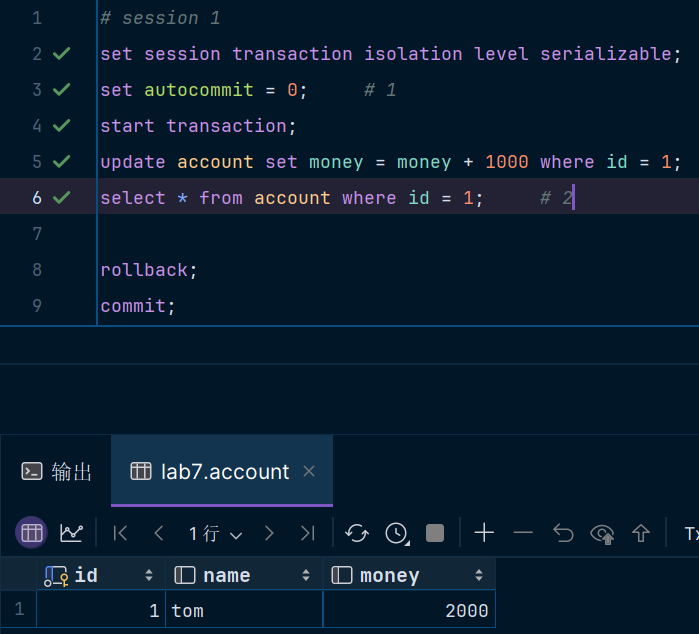 1 # session 1
2 set session transaction isolation level serializable;
3 set autocommit = 0; # 1
4 start transaction;
5 update account set money = money + 1000 where id = 1;
6 select * from account where id = 1; # 2
7
8 rollback;
9 commit;
输出 lab7.account ×
1 行 Tx
id name money
1 1 tom 2000